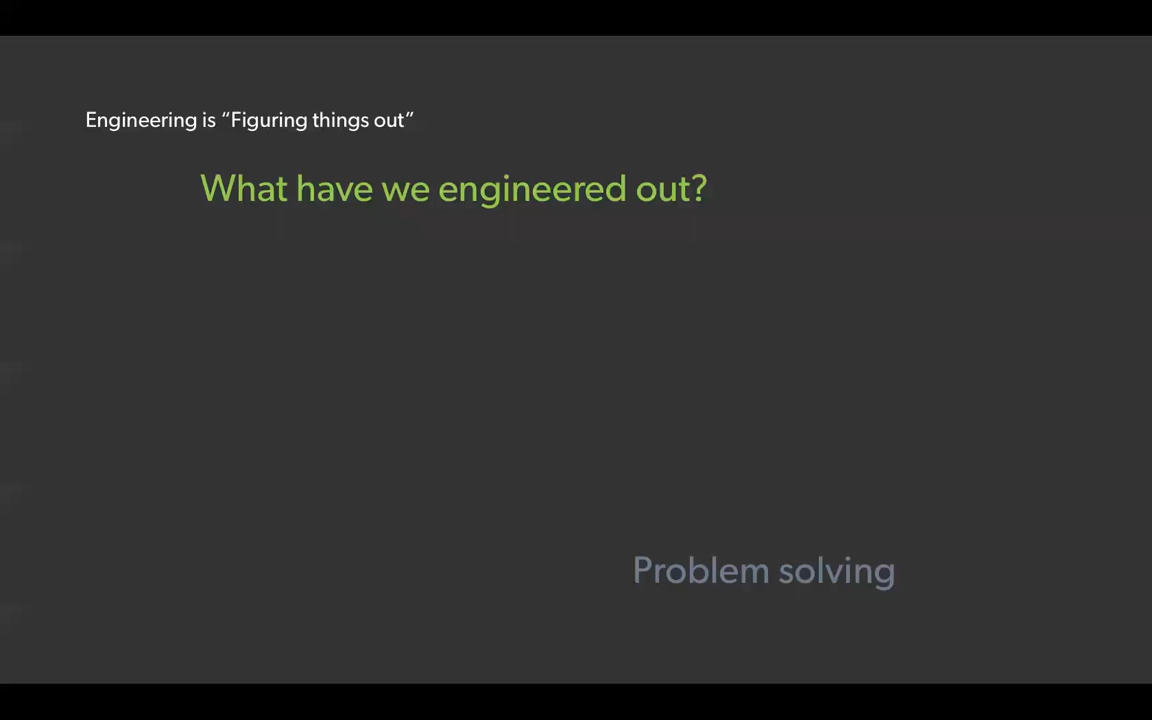 Engineering is “Figuring things out”
What have we engineered out?
Problem solving